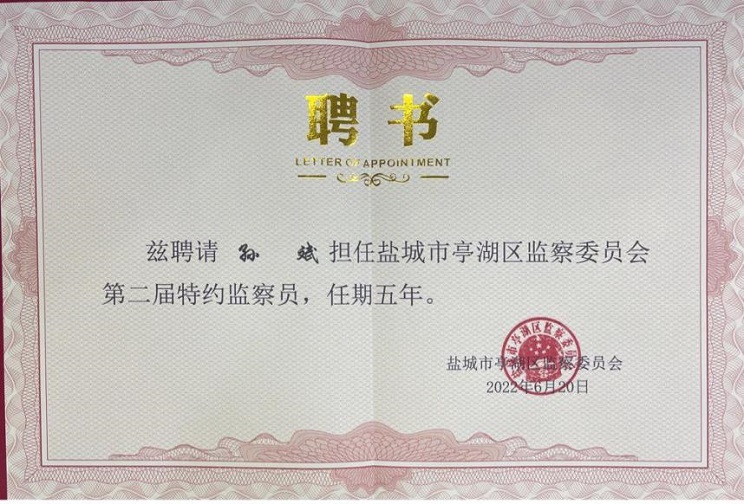 聘书
LETTER OF APPOINTMENT
兹聘请 孙 斌 担任盐城市亭湖区监察委员会
第二届特约监察员，任期五年。
盐城市亭湖区监察委员会
2022年6月20日